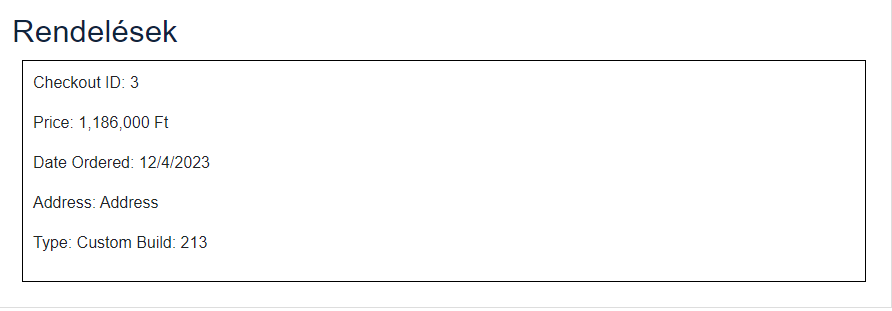 Rendelések
Checkout ID: 3
Price: 1,186,000 Ft
Date Ordered: 12/4/2023
Address: Address
Type: Custom Build: 213